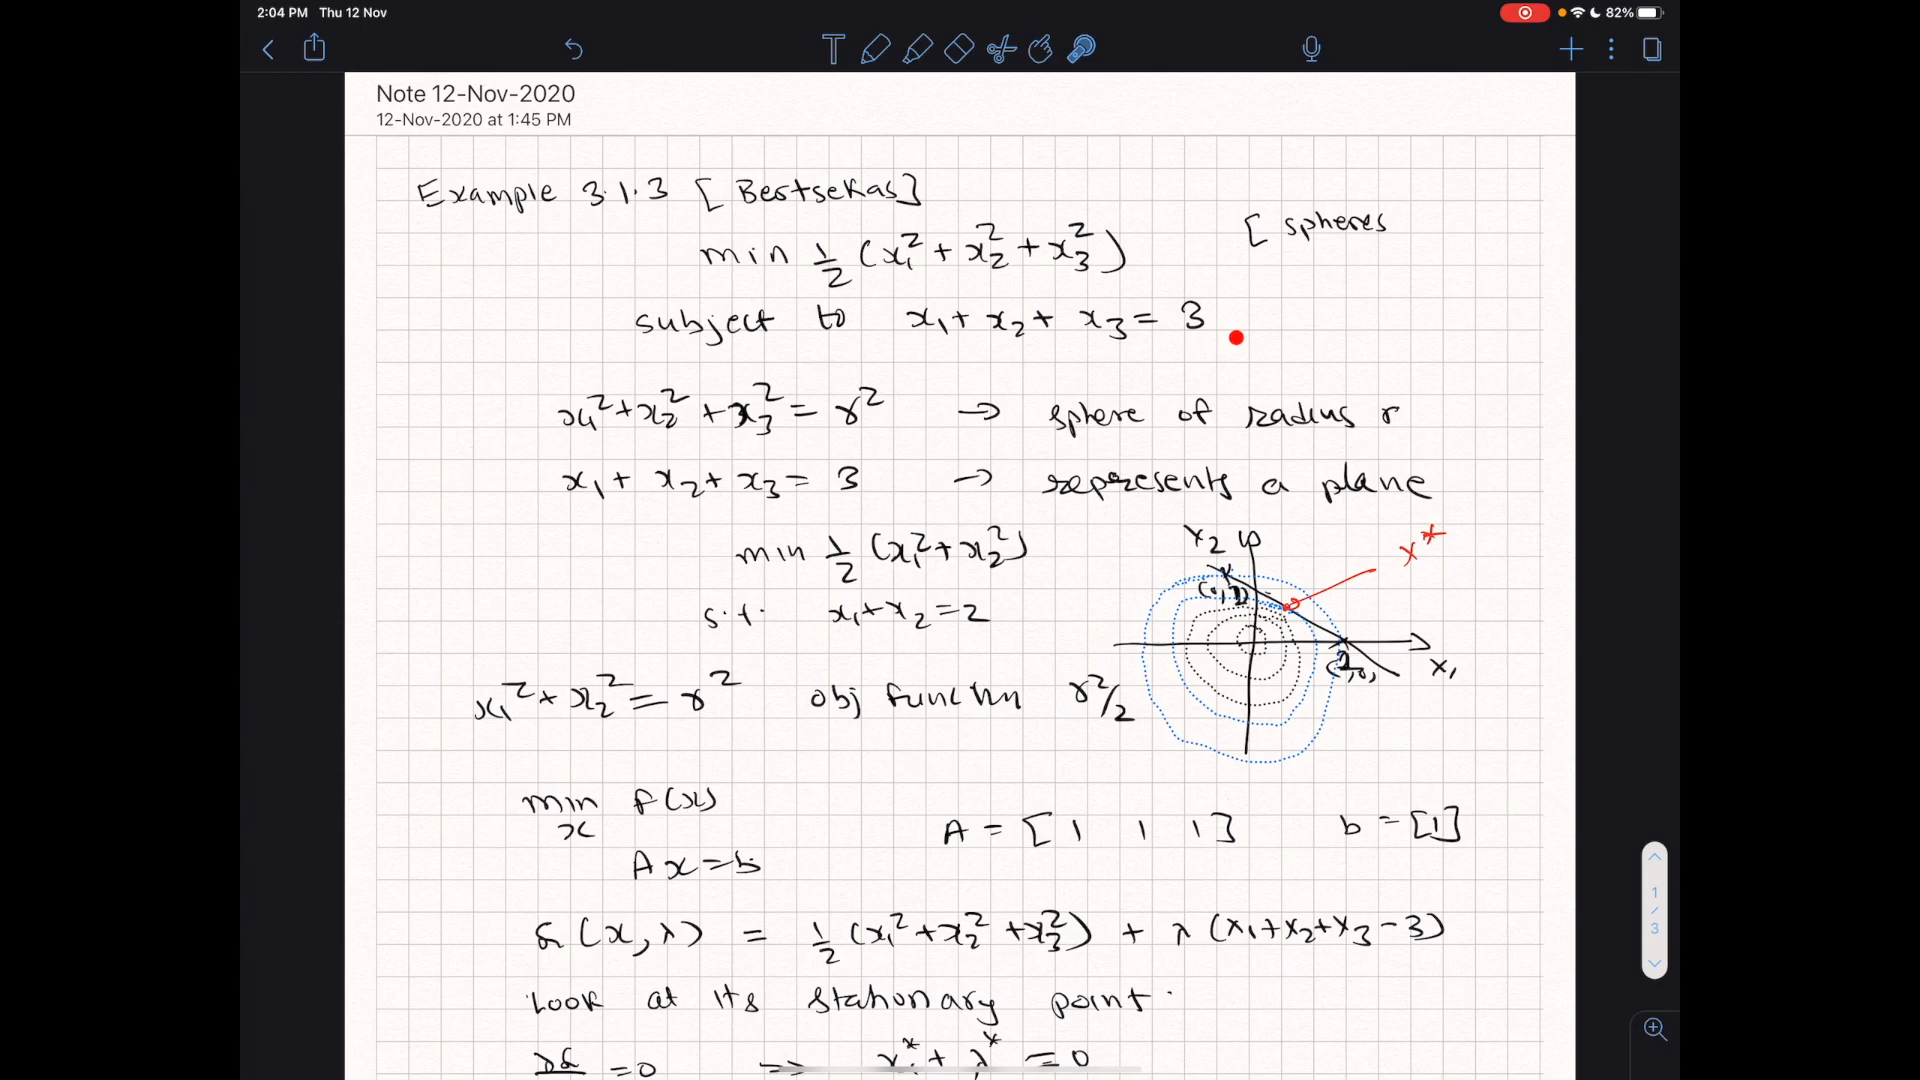 2:04 PM Thu 12 Nov
82%
Note 12-Nov-2020
12-Nov-2020 at 1:45 PM
Example 3.1.3 [Bertsekas]
min 1/2 (x₁² + x₂² + x₃²) [ spheres
subject to x₁ + x₂ + x₃ = 3
x₁² + x₂² + x₃² = r² → sphere of radius r
x₁ + x₂ + x₃ = 3 → represents a plane
min 1/2 (x₁² + x₂²)
s.t. x₁ + x₂ = 2
x₂
x*
(2,0)
x₁
x₁² + x₂² = r² obj function r²/2
min f(x)
x
Ax = b
A = [ 1 1 1 ] b = [1]
L(x, λ) = 1/2 (x₁² + x₂² + x₃²) + λ (x₁ + x₂ + x₃ - 3)
Look at its stationary point.
= 0 ⇒ xᵢ* + λ* = 0
1
/
3